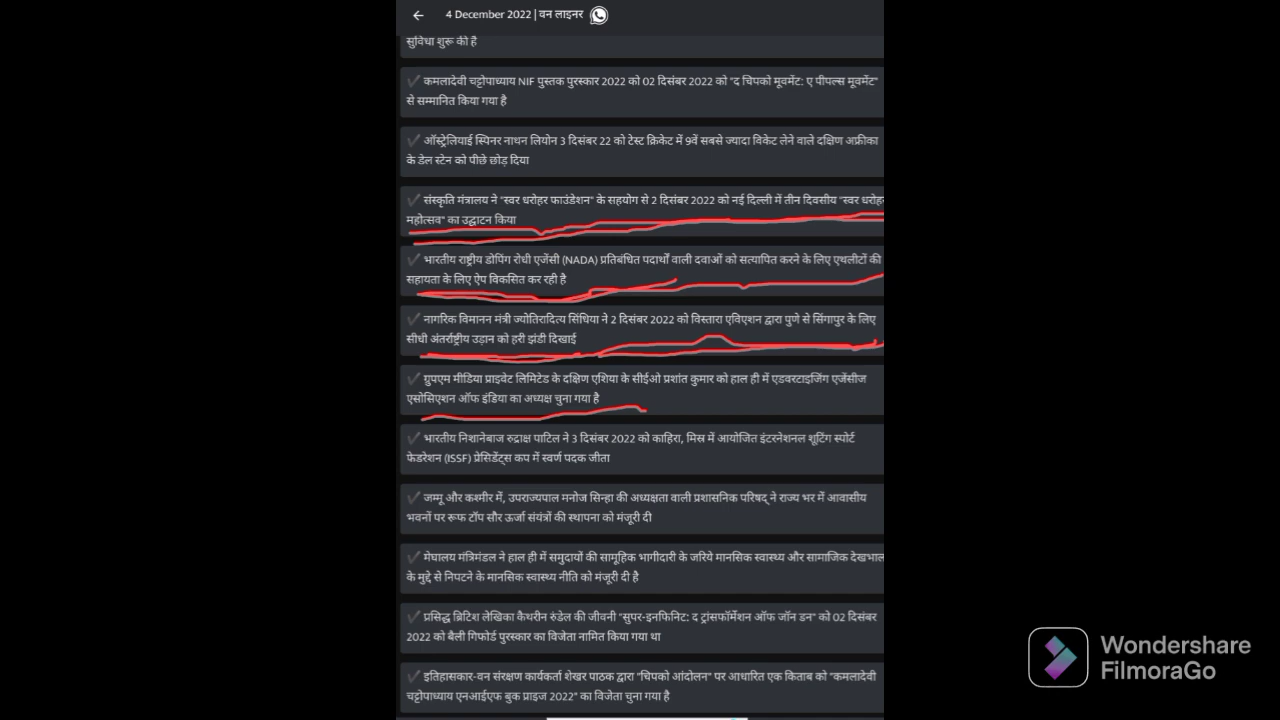 4 December 2022 | वन लाइनर
सुविधा शुरू की है
✓ कमलादेवी चट्टोपाध्याय NIF पुस्तक पुरस्कार 2022 को 02 दिसंबर 2022 को "द चिपको मूवमेंट: ए पीपल्स मूवमेंट"
से सम्मानित किया गया है
✓ ऑस्ट्रेलियाई स्पिनर नाथन लियोन 3 दिसंबर 22 को टेस्ट क्रिकेट में 9वें सबसे ज्यादा विकेट लेने वाले दक्षिण अफ्रीका
के डेल स्टेन को पीछे छोड़ दिया
✓ संस्कृति मंत्रालय ने "स्वर धरोहर फाउंडेशन" के सहयोग से 2 दिसंबर 2022 को नई दिल्ली में तीन दिवसीय "स्वर धरोहर
महोत्सव" का उद्घाटन किया
✓ भारतीय राष्ट्रीय डोपिंग रोधी एजेंसी (NADA) प्रतिबंधित पदार्थों वाली दवाओं को सत्यापित करने के लिए एथलीटों की
सहायता के लिए ऐप विकसित कर रही है
✓ नागरिक विमानन मंत्री ज्योतिरादित्य सिंधिया ने 2 दिसंबर 2022 को विस्तारा एविएशन द्वारा पुणे से सिंगापुर के लिए
सीधी अंतर्राष्ट्रीय उड़ान को हरी झंडी दिखाई
✓ ग्रुपएम मीडिया प्राइवेट लिमिटेड के दक्षिण एशिया के सीईओ प्रशांत कुमार को हाल ही में एडवरटाइजिंग एजेंसीज
एसोसिएशन ऑफ इंडिया का अध्यक्ष चुना गया है
✓ भारतीय निशानेबाज रुद्राक्ष पाटिल ने 3 दिसंबर 2022 को काहिरा, मिस्र में आयोजित इंटरनेशनल शूटिंग स्पोर्ट
फेडरेशन (ISSF) प्रेसिडेंट्स कप में स्वर्ण पदक जीता
✓ जम्मू और कश्मीर में, उपराज्यपाल मनोज सिन्हा की अध्यक्षता वाली प्रशासनिक परिषद् ने राज्य भर में आवासीय
भवनों पर रूफ टॉप सौर ऊर्जा संयंत्रों की स्थापना को मंजूरी दी
✓ मेघालय मंत्रिमंडल ने हाल ही में समुदायों की सामूहिक भागीदारी के जरिये मानसिक स्वास्थ्य और सामाजिक देखभाल
के मुद्दे से निपटने के मानसिक स्वास्थ्य नीति को मंजूरी दी है
✓ प्रसिद्ध ब्रिटिश लेखिका कैथरीन रुंडेल की जीवनी "सुपर-इनफिनिट: द ट्रांसफॉर्मेशन ऑफ जॉन डन" को 02 दिसंबर
2022 को बैली गिफोर्ड पुरस्कार का विजेता नामित किया गया था
✓ इतिहासकार-वन संरक्षण कार्यकर्ता शेखर पाठक द्वारा "चिपको आंदोलन" पर आधारित एक किताब को "कमलादेवी
चट्टोपाध्याय एनआईएफ बुक प्राइज 2022" का विजेता चुना गया है
Wondershare
FilmoraGo